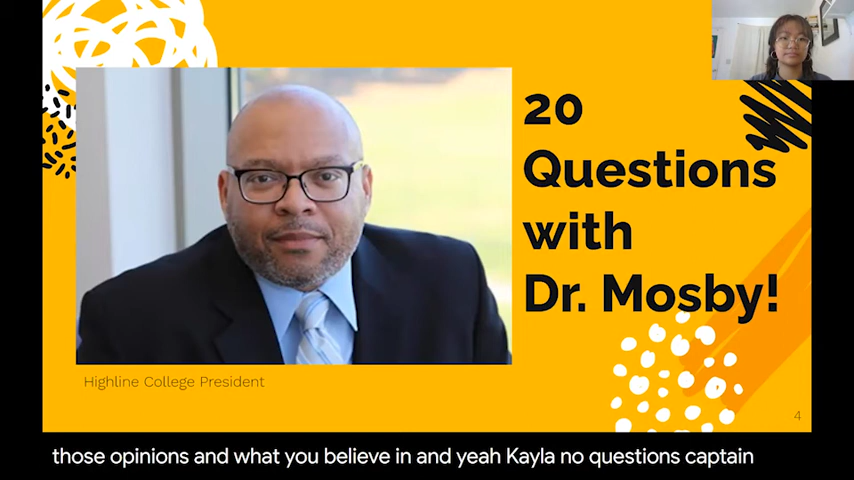 20
Questions
with
Dr. Mosby!
Highline College President
4
those opinions and what you believe in and yeah Kayla no questions captain